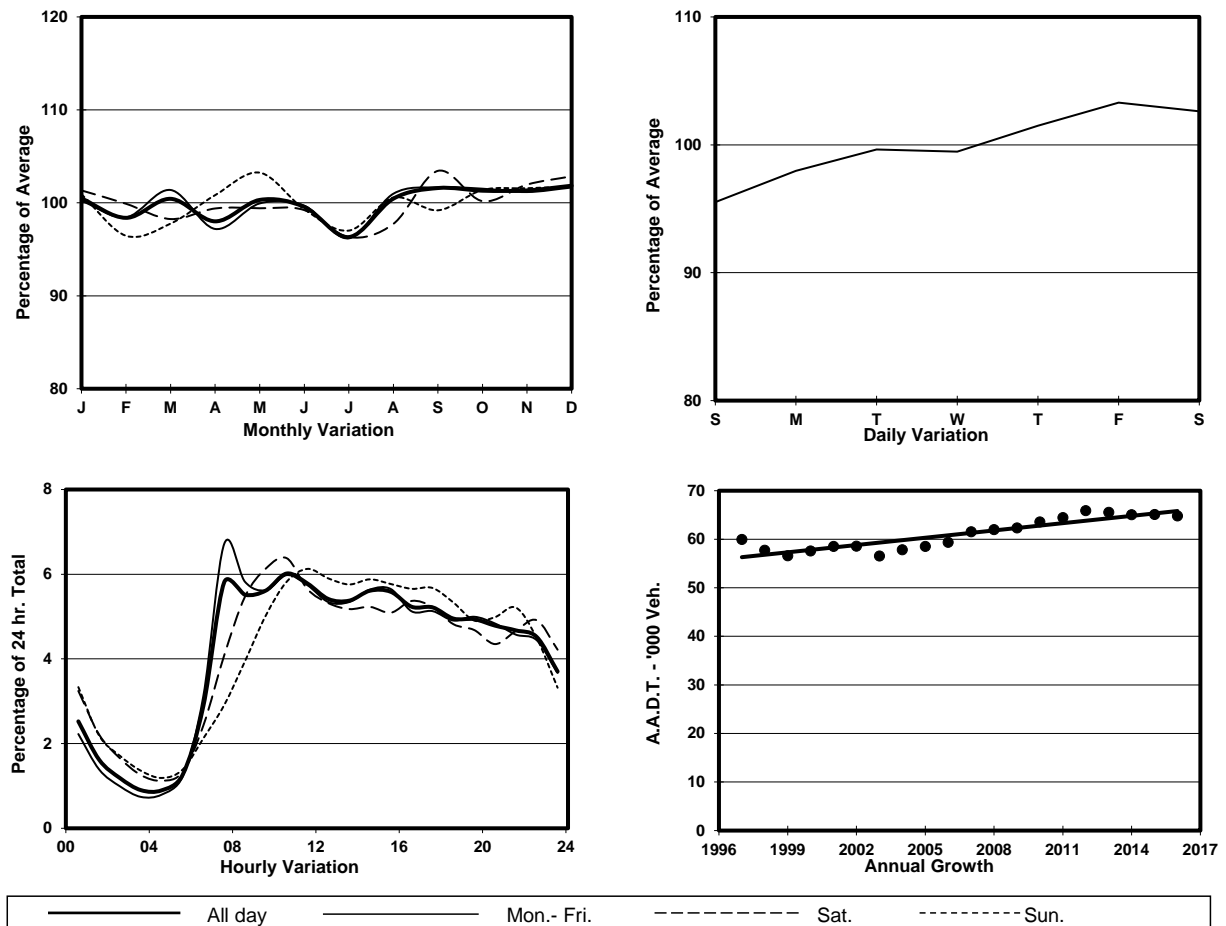 120
110
100
90
80
Percentage of Average
J F M A M J J A S O N D
Monthly Variation
110
100
90
80
Percentage of Average
S M T W T F S
Daily Variation
8
6
4
2
0
Percentage of 24 hr. Total
00 04 08 12 16 20 24
Hourly Variation
70
60
50
40
30
20
10
0
A.A.D.T. - '000 Veh.
1996 1999 2002 2005 2008 2011 2014 2017
Annual Growth
All day Mon.- Fri. Sat. Sun.